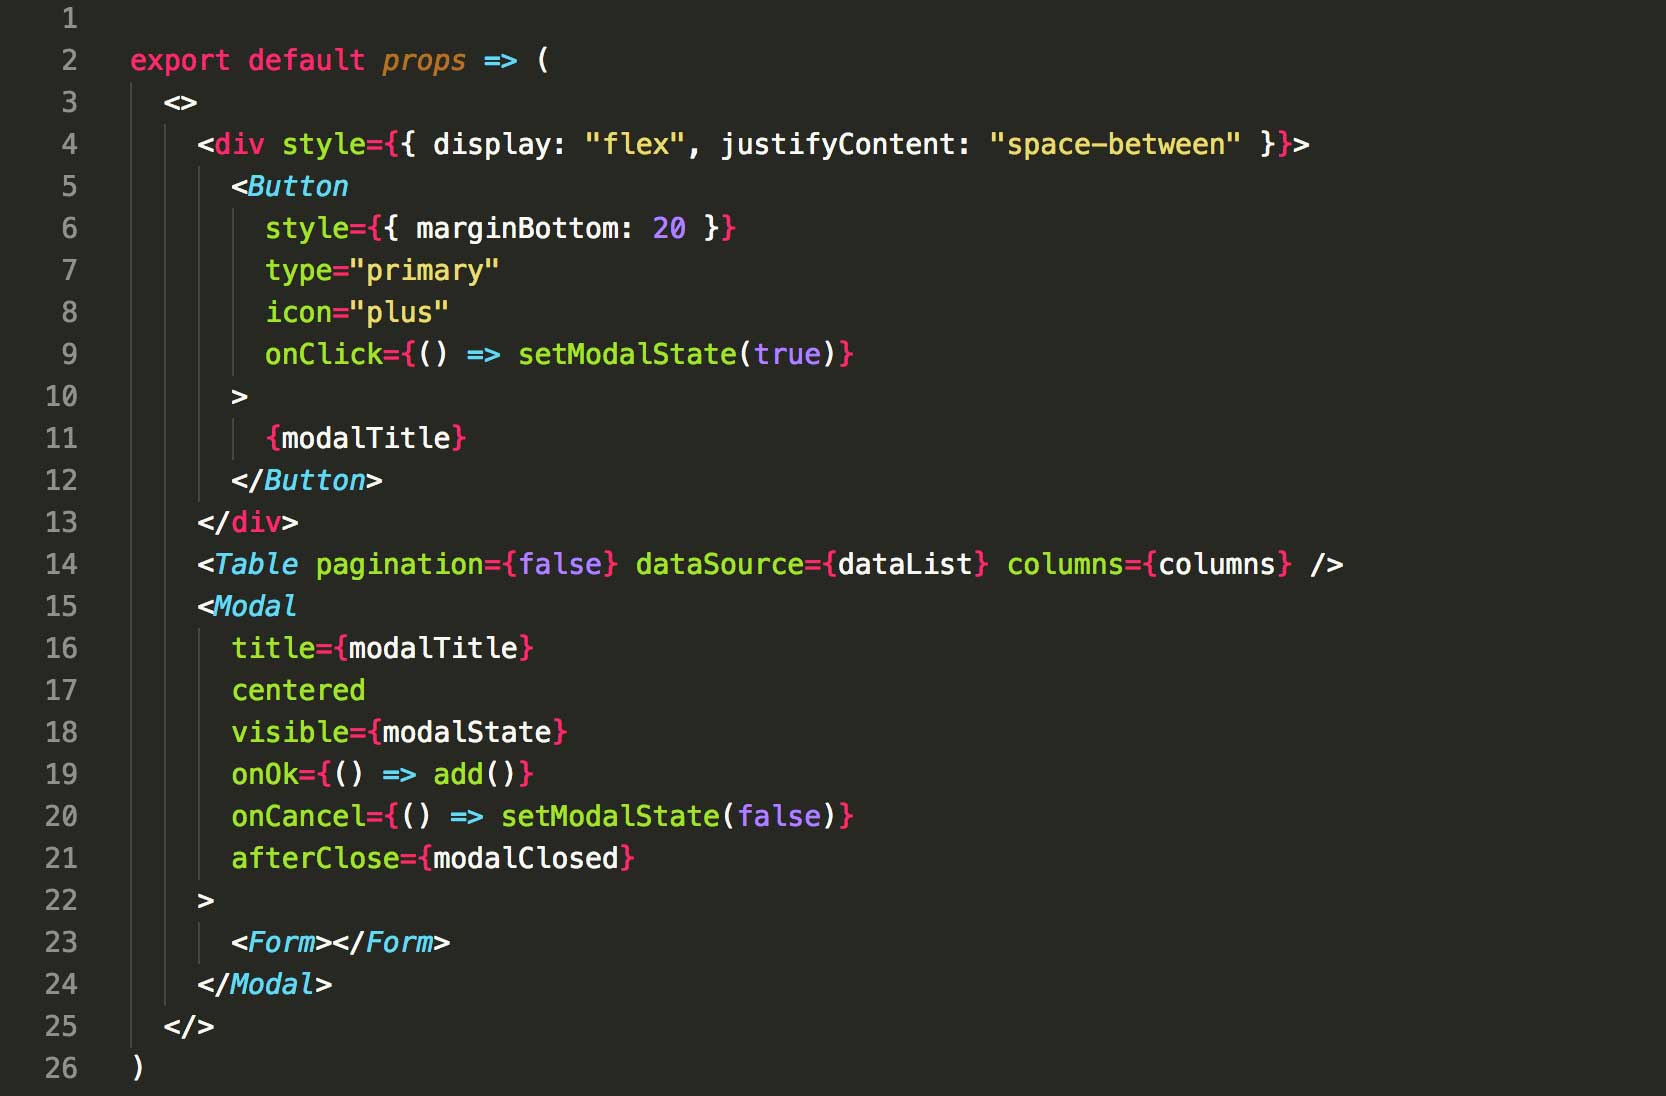 1
2 export default props => (
3 <>
4 <div style={{ display: "flex", justifyContent: "space-between" }}>
5 <Button
6 style={{ marginBottom: 20 }}
7 type="primary"
8 icon="plus"
9 onClick={() => setModalState(true)}
10 >
11 {modalTitle}
12 </Button>
13 </div>
14 <Table pagination={false} dataSource={dataList} columns={columns} />
15 <Modal
16 title={modalTitle}
17 centered
18 visible={modalState}
19 onOk={() => add()}
20 onCancel={() => setModalState(false)}
21 afterClose={modalClosed}
22 >
23 <Form></Form>
24 </Modal>
25 </>
26 )